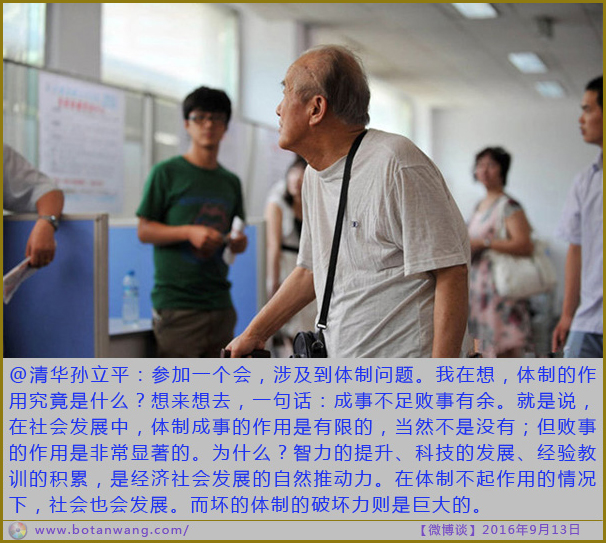 @清华孙立平：参加一个会，涉及到体制问题。我在想，体制的作
用究竟是什么？想来想去，一句话：成事不足败事有余。就是说，
在社会发展中，体制成事的作用是有限的，当然不是没有；但败事
的作用是非常显著的。为什么？智力的提升、科技的发展、经验教
训的积累，是经济社会发展的自然推动力。在体制不起作用的情况
下，社会也会发展。而坏的体制的破坏力则是巨大的。
www.botanwang.com/ 【微博谈】2016年9月13日